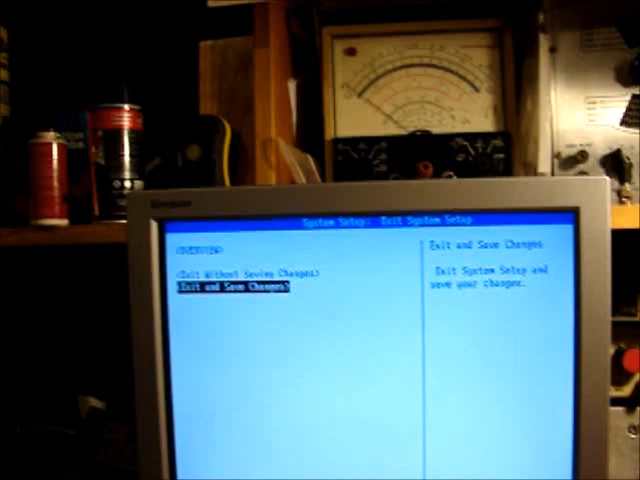 System Setup: Exit System Setup
<OVERVIEW>
<Exit Without Saving Changes>
<Exit and Save Changes>
Exit and Save Changes
Exit System Setup and
save your changes.